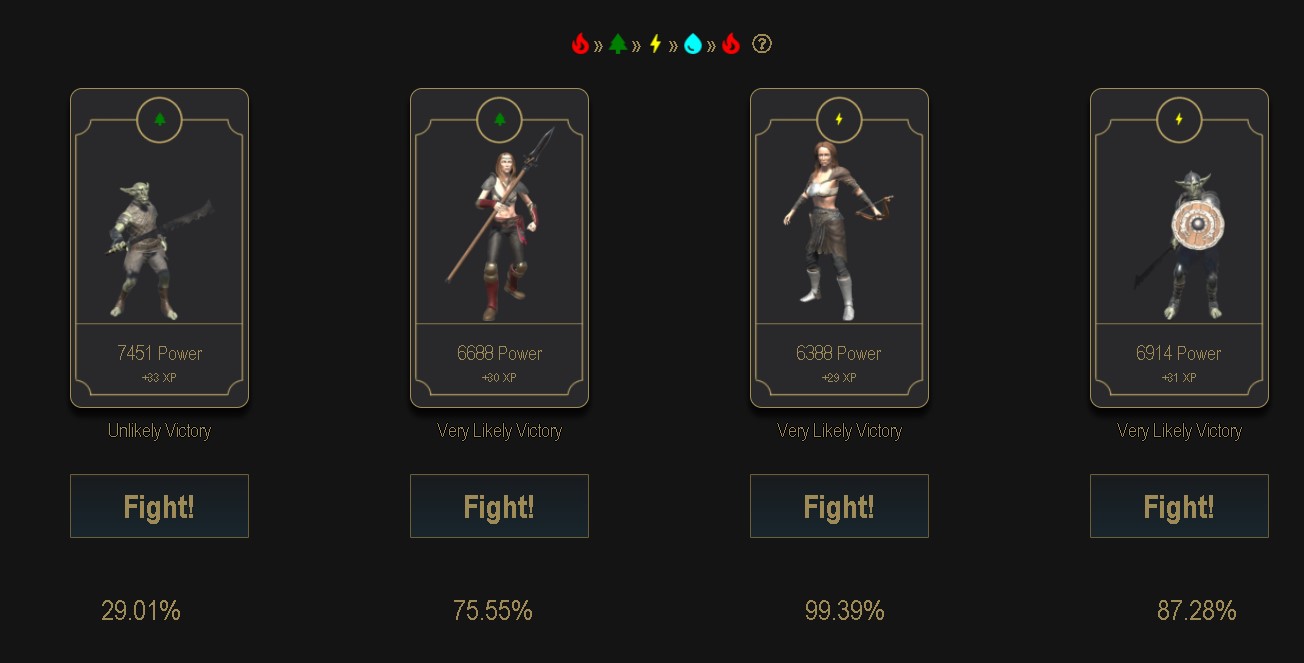 » » » » ?
7451 Power
+33 XP
Unlikely Victory
Fight!
29.01%
6688 Power
+30 XP
Very Likely Victory
Fight!
75.55%
6388 Power
+29 XP
Very Likely Victory
Fight!
99.39%
6914 Power
+31 XP
Very Likely Victory
Fight!
87.28%